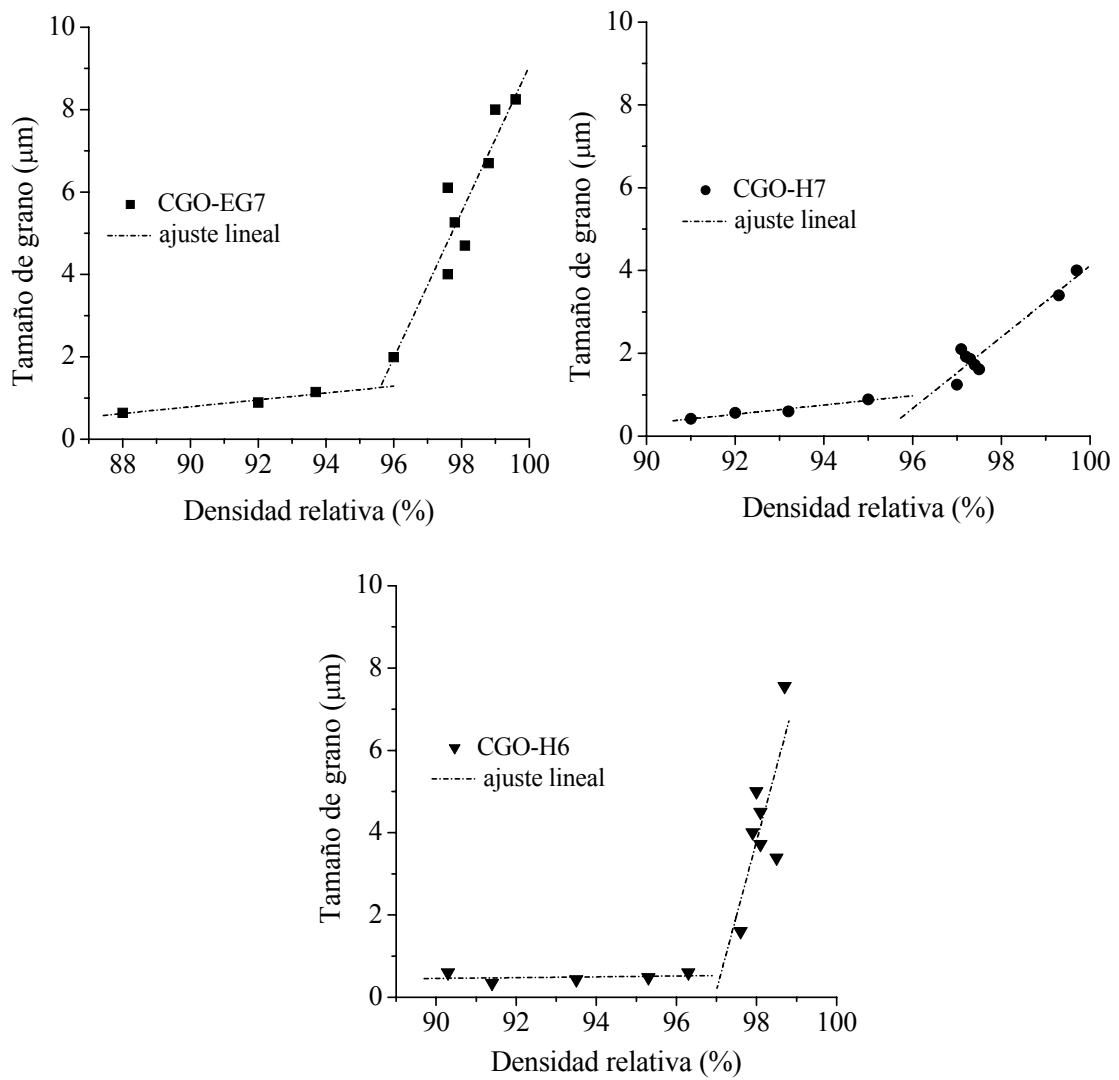 10
8
6
4
2
0
Tamaño de grano (μm)
CGO-EG7
ajuste lineal
88 90 92 94 96 98 100
Densidad relativa (%)
10
8
6
4
2
0
Tamaño de grano (μm)
CGO-H7
ajuste lineal
90 92 94 96 98 100
Densidad relativa (%)
10
8
6
4
2
0
Tamaño de grano (μm)
CGO-H6
ajuste lineal
90 92 94 96 98 100
Densidad relativa (%)